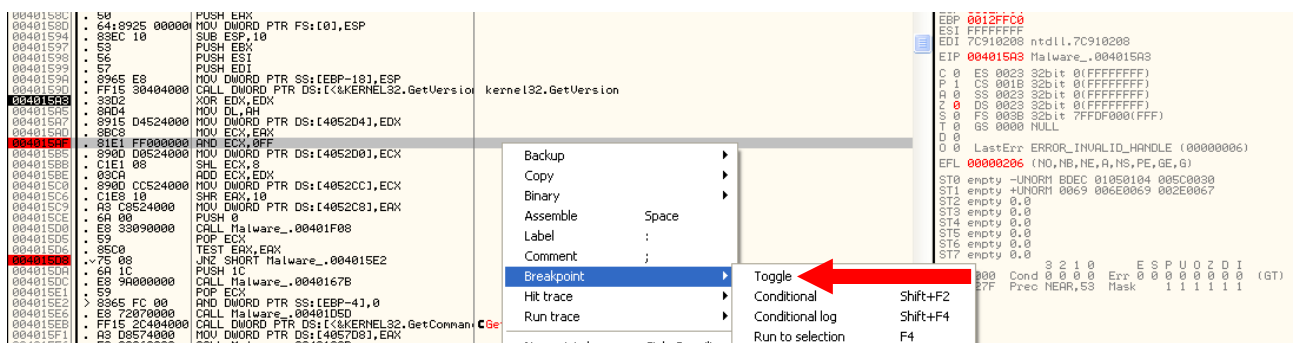 0040158C . 50 PUSH EAX
0040158D . 64:8925 00000 MOV DWORD PTR FS:[0],ESP
00401594 . 83EC 10 SUB ESP,10
00401597 . 53 PUSH EBX
00401598 . 56 PUSH ESI
00401599 . 57 PUSH EDI
0040159A . 8965 E8 MOV DWORD PTR SS:[EBP-18],ESP
0040159D . FF15 30404000 CALL DWORD PTR DS:[<&KERNEL32.GetVersio kernel32.GetVersion
004015A3 . 33D2 XOR EDX,EDX
004015A5 . 8AD4 MOV DL,AH
004015A7 . 8915 D4524000 MOV DWORD PTR DS:[4052D4],EDX
004015AD . 8BC8 MOV ECX,EAX
004015AF . 81E1 FF000000 AND ECX,0FF
004015B5 . 890D D0524000 MOV DWORD PTR DS:[4052D0],ECX
004015BB . C1E1 08 SHL ECX,8
004015BE . 03CA ADD ECX,EDX
004015C0 . 890D CC524000 MOV DWORD PTR DS:[4052CC],ECX
004015C6 . C1E8 10 SHR EAX,10
004015C9 . A3 C8524000 MOV DWORD PTR DS:[4052C8],EAX
004015CE . 6A 00 PUSH 0
004015D0 . E8 33090000 CALL Malware_.00401F08
004015D5 . 59 POP ECX
004015D6 . 85C0 TEST EAX,EAX
004015D8 . 75 08 JNZ SHORT Malware_.004015E2
004015DA . 6A 1C PUSH 1C
004015DC . E8 9A000000 CALL Malware_.0040167B
004015E1 . 59 POP ECX
004015E2 > 8365 FC 00 AND DWORD PTR SS:[EBP-4],0
004015E6 . E8 72070000 CALL Malware_.00401D5D
004015EB . FF15 2C404000 CALL DWORD PTR DS:[<&KERNEL32.GetComman
004015F1 . A3 D8574000 MOV DWORD PTR DS:[4057D8],EAX
Backup
Copy
Binary
Assemble Space
Label :
Comment ;
Breakpoint
Hit trace
Run trace
Toggle
Conditional Shift+F2
Conditional log Shift+F4
Run to selection F4
EBP 0012FFC0
ESI FFFFFFFF
EDI 7C910208 ntdll.7C910208
EIP 004015A3 Malware_.004015A3
C 0 ES 0023 32bit 0(FFFFFFFF)
P 1 CS 001B 32bit 0(FFFFFFFF)
A 0 SS 0023 32bit 0(FFFFFFFF)
Z 0 DS 0023 32bit 0(FFFFFFFF)
S 0 FS 003B 32bit 7FFDF000(FFF)
T 0 GS 0000 NULL
D 0
O 0 LastErr ERROR_INVALID_HANDLE (00000006)
EFL 00000206 (NO,NB,NE,A,NS,PE,GE,G)
ST0 empty -UNORM BDEC 01050104 005C0030
ST1 empty +UNORM 0069 006E0069 002E0067
ST2 empty 0.0
ST3 empty 0.0
ST4 empty 0.0
ST5 empty 0.0
ST6 empty 0.0
ST7 empty 0.0
3 2 1 0 E S P U O Z D I
000 Cond 0 0 0 0 Err 0 0 0 0 0 0 0 0 (GT)
27F Prec NEAR,53 Mask 1 1 1 1 1 1